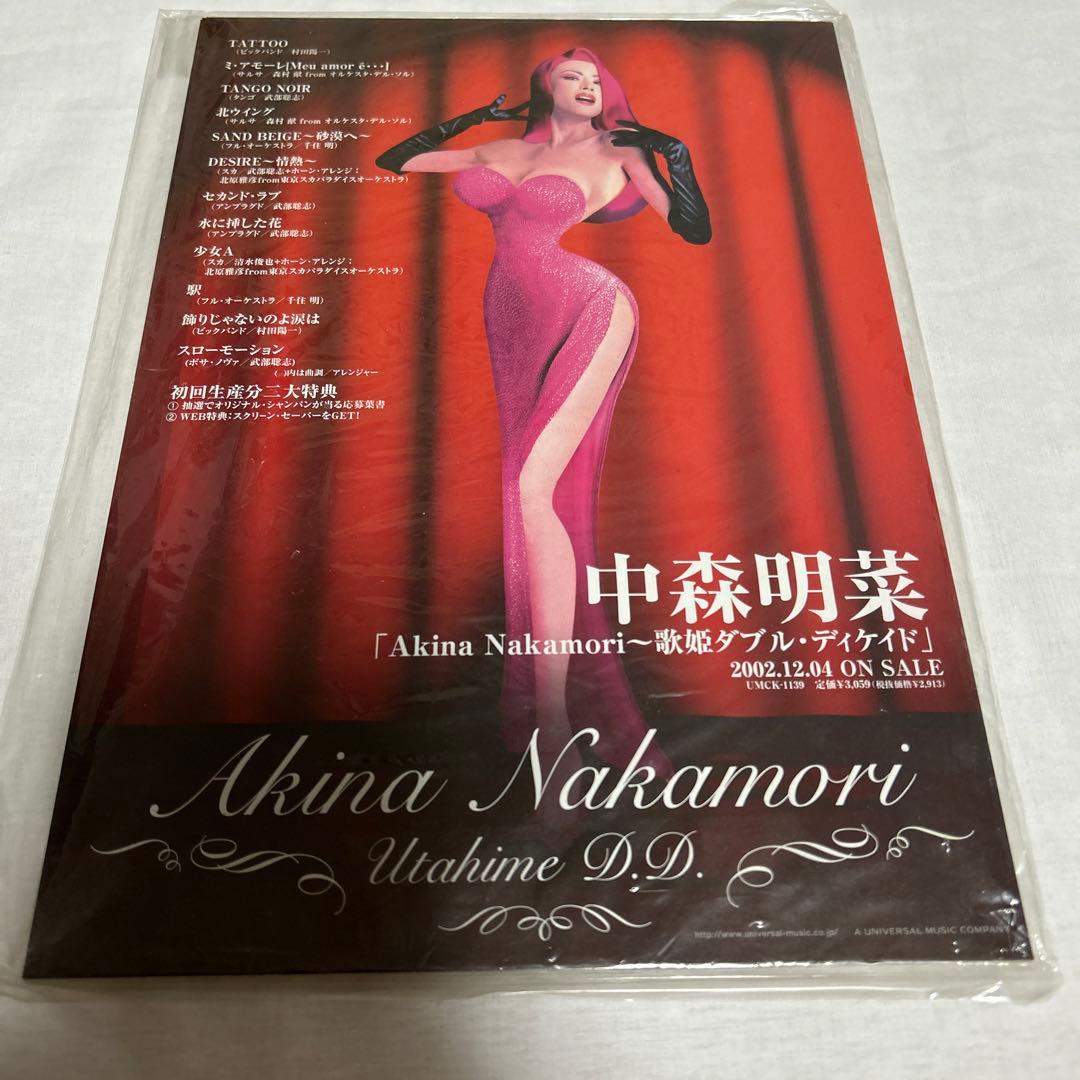 TATTOO
(ビックバンド／村田陽一)
ミ・アモーレ[Meu amor é・・・]
(サルサ／森村 献 from オルケスタ・デル・ソル)
TANGO NOIR
(タンゴ／武部聡志)
北ウイング
(サルサ／森村 献 from オルケスタ・デル・ソル)
SAND BEIGE〜砂漠へ〜
(フル・オーケストラ／千住 明)
DESIRE〜情熱〜
(スカ／武部聡志+ホーン・アレンジ：
北原雅彦from東京スカパラダイスオーケストラ)
セカンド・ラブ
(アンプラグド／武部聡志)
水に挿した花
(アンプラグド／武部聡志)
少女A
(スカ／清水俊也+ホーン・アレンジ：
北原雅彦from東京スカパラダイスオーケストラ)
駅
(フル・オーケストラ／千住 明)
飾りじゃないのよ涙は
(ビックバンド／村田陽一)
スローモーション
(ボサ・ノヴァ／武部聡志)
( )内は曲調／アレンジャー
初回生産分三大特典
① 抽選でオリジナル・シャンパンが当る応募葉書
② WEB特典：スクリーン・セーバーをGET！
中森明菜
「Akina Nakamori〜歌姫ダブル・ディケイド」
2002.12.04 ON SALE
UMCK-1139 定価¥3,059(税抜価格¥2,913)
Akina Nakamori
Utahime D.D.
http://www.universal-music.co.jp/ A UNIVERSAL MUSIC COMPANY